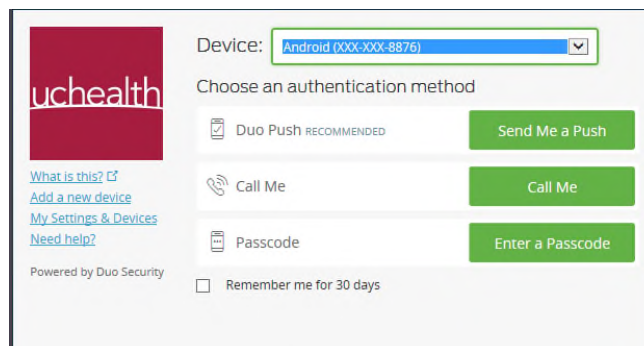 uchealth
What is this?
Add a new device
My Settings & Devices
Need help?
Powered by Duo Security
Device: Android (XXX-XXX-8876)
Choose an authentication method
Duo Push RECOMMENDED Send Me a Push
Call Me Call Me
Passcode Enter a Passcode
Remember me for 30 days